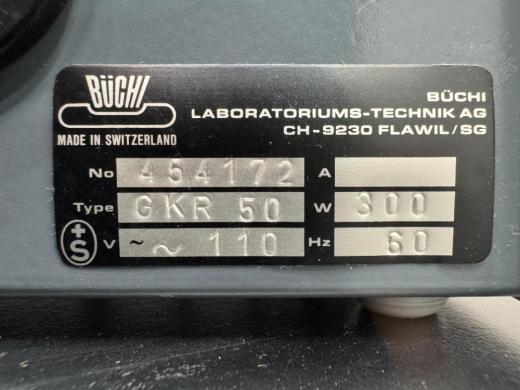 BÜCHI
MADE IN SWITZERLAND
BÜCHI
LABORATORIUMS-TECHNIK AG
CH-9230 FLAWIL/SG
No 454172 A
Type GKR 50 W 300
+S V ~ ~ 110 Hz 60